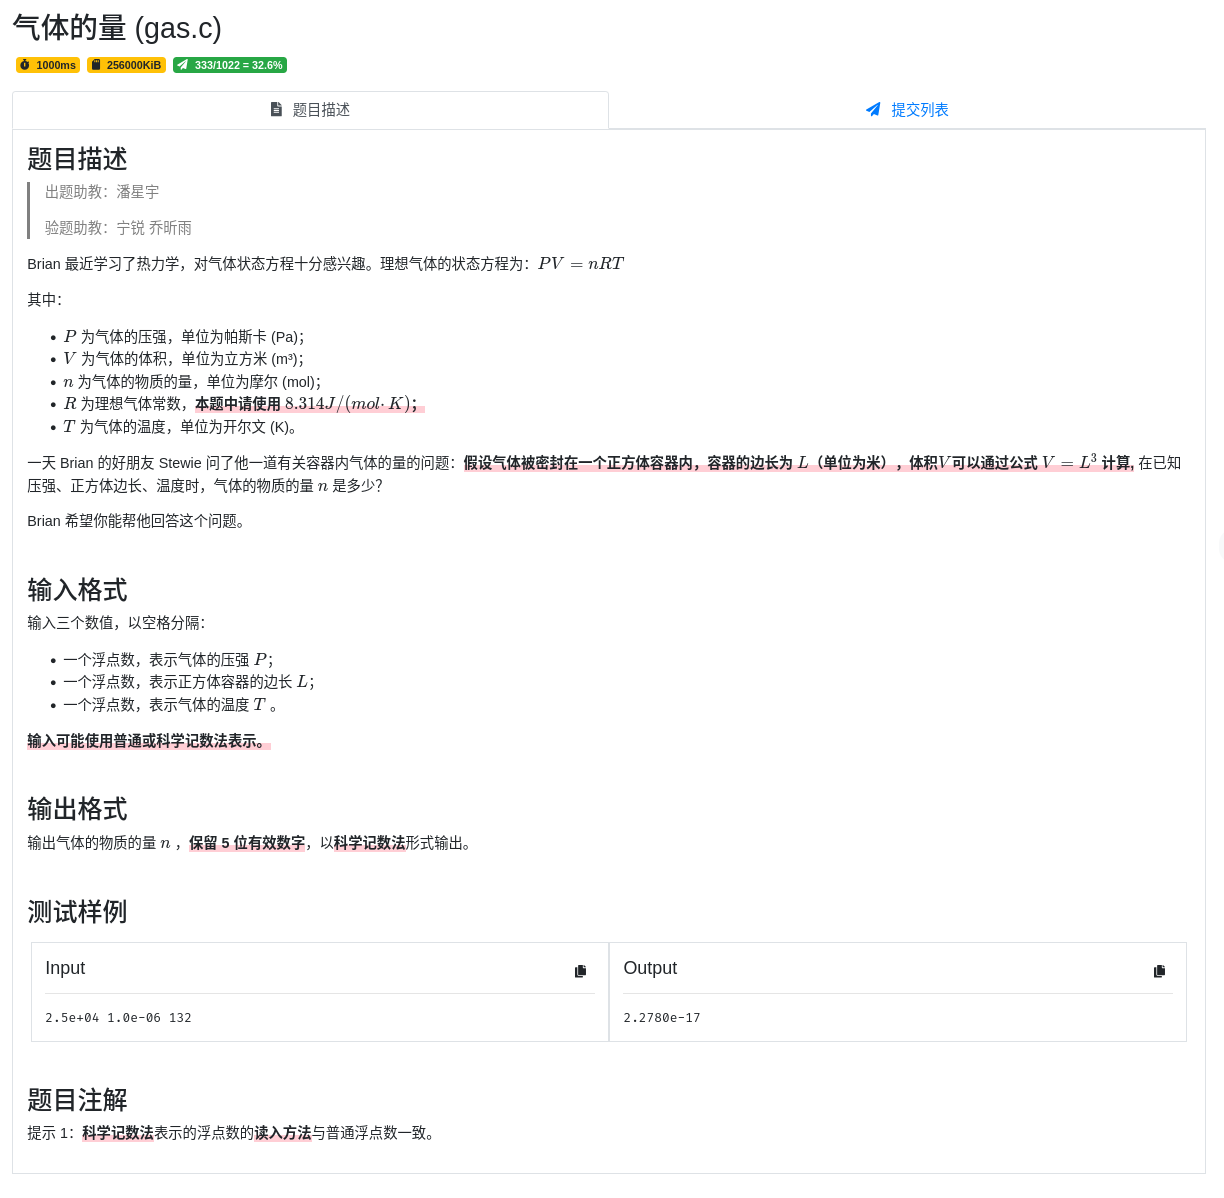 气体的量 (gas.c)
1000ms 256000KiB 333/1022 = 32.6%
题目描述 提交列表
题目描述
出题助教：潘星宇
验题助教：宁锐 乔昕雨
Brian 最近学习了热力学，对气体状态方程十分感兴趣。理想气体的状态方程为：PV = nRT
其中：
• P 为气体的压强，单位为帕斯卡 (Pa)；
• V 为气体的体积，单位为立方米 (m³)；
• n 为气体的物质的量，单位为摩尔 (mol)；
• R 为理想气体常数，本题中请使用 8.314J/(mol· K)；
• T 为气体的温度，单位为开尔文 (K)。
一天 Brian 的好朋友 Stewie 问了他一道有关容器内气体的量的问题：假设气体被密封在一个正方体容器内，容器的边长为 L（单位为米），体积V可以通过公式 V = L³ 计算, 在已知
压强、正方体边长、温度时，气体的物质的量 n 是多少？
Brian 希望你能帮他回答这个问题。
输入格式
输入三个数值，以空格分隔：
• 一个浮点数，表示气体的压强 P；
• 一个浮点数，表示正方体容器的边长 L；
• 一个浮点数，表示气体的温度 T 。
输入可能使用普通或科学记数法表示。
输出格式
输出气体的物质的量 n ，保留 5 位有效数字，以科学记数法形式输出。
测试样例
Input
2.5e+04 1.0e-06 132
Output
2.2780e-17
题目注解
提示 1：科学记数法表示的浮点数的读入方法与普通浮点数一致。